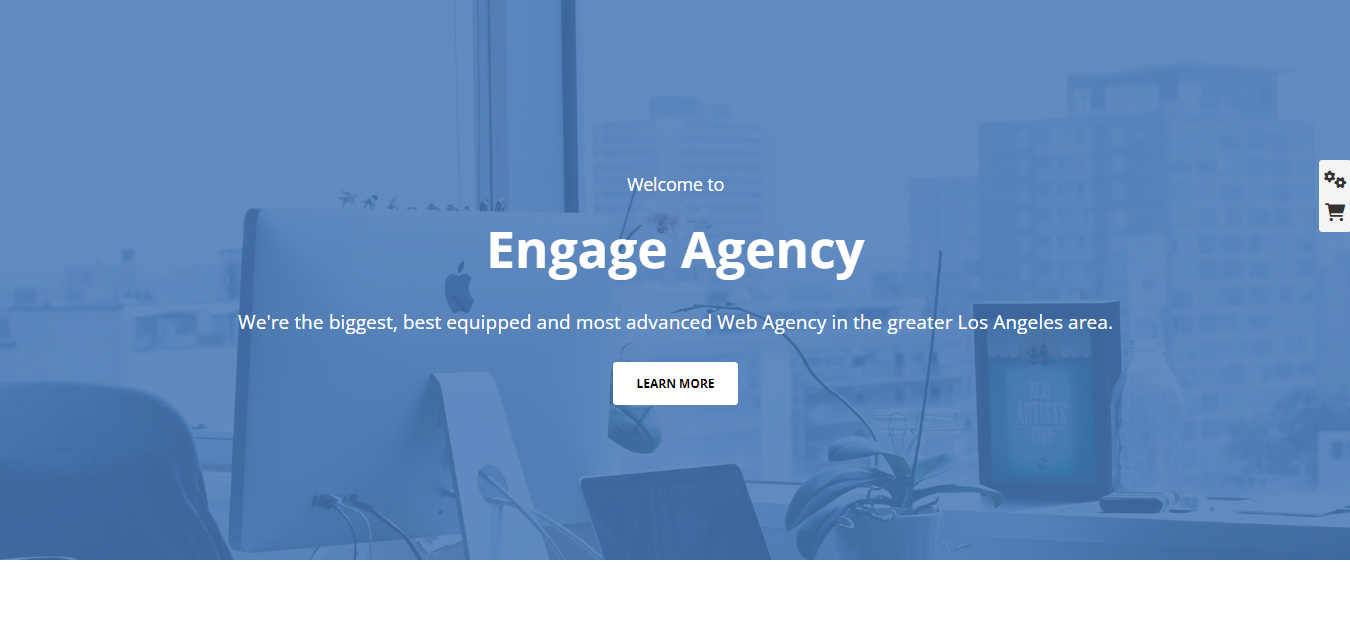 Welcome to
Engage Agency
We're the biggest, best equipped and most advanced Web Agency in the greater Los Angeles area.
LEARN MORE
REAL
ARTISTS
SHIP